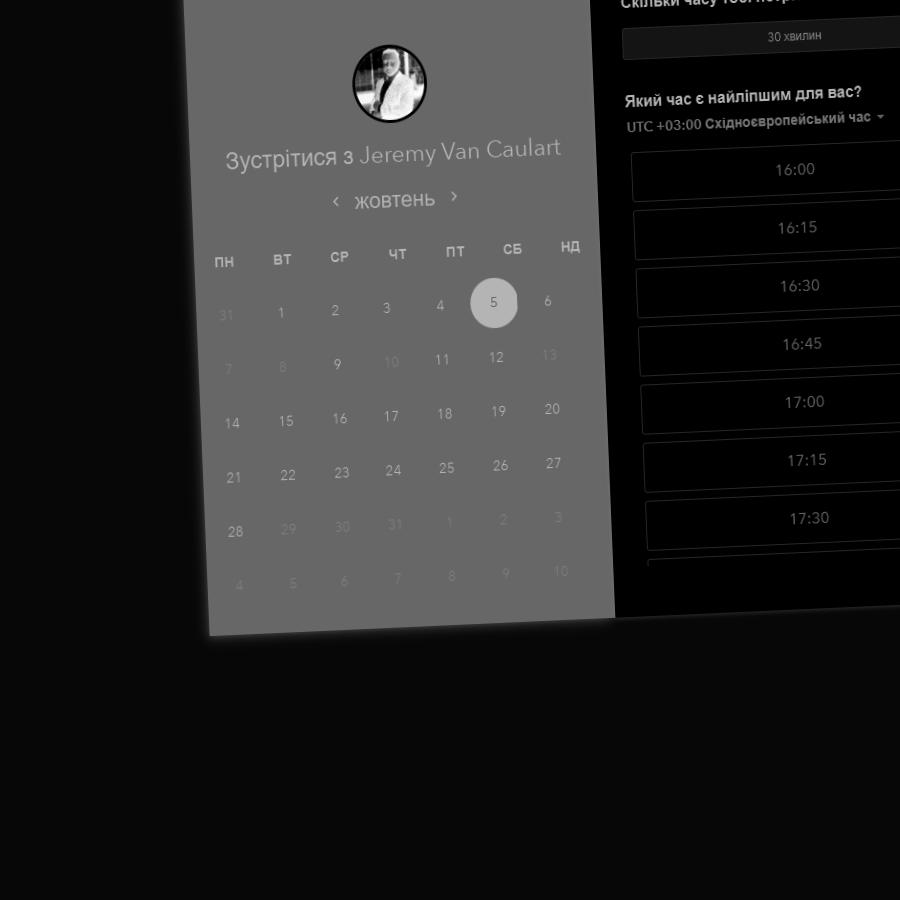 Зустрітися з Jeremy Van Caulart
‹ жовтень ›
ПН ВТ СР ЧТ ПТ СБ НД
31 1 2 3 4 5 6
7 8 9 10 11 12 13
14 15 16 17 18 19 20
21 22 23 24 25 26 27
28 29 30 31 1 2 3
4 5 6 7 8 9 10
Скільки часу тобі
30 хвилин
Який час є найліпшим для вас?
UTC +03:00 Східноєвропейський час
16:00
16:15
16:30
16:45
17:00
17:15
17:30